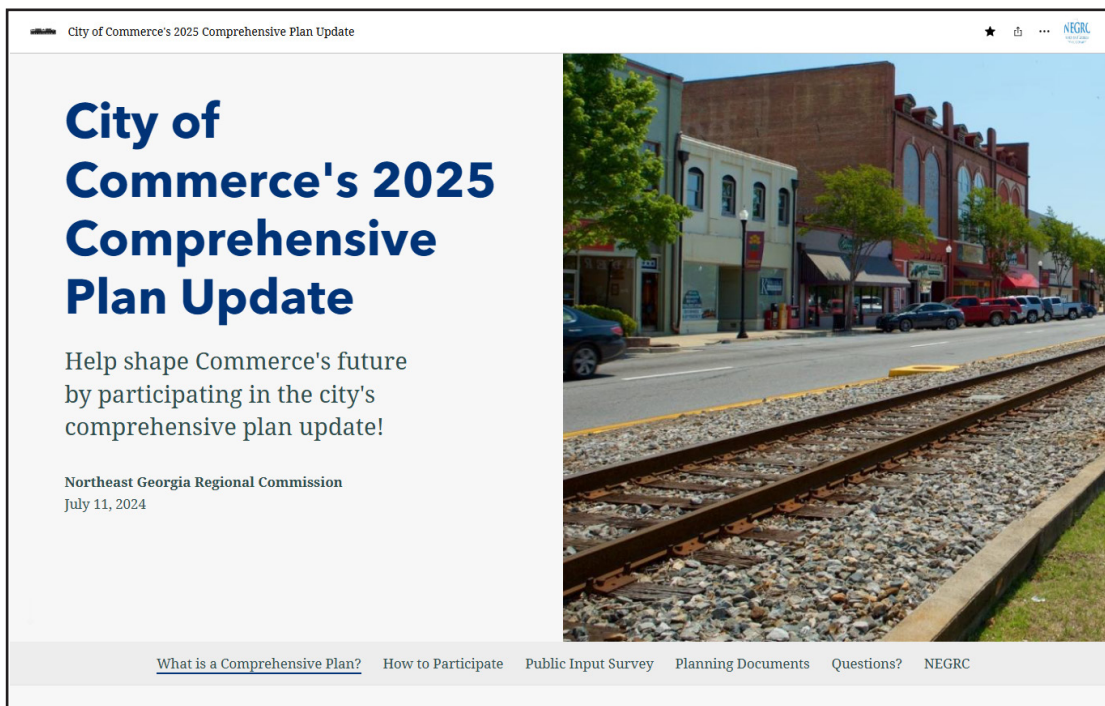 City of Commerce's 2025 Comprehensive Plan Update
NEGRC
City of
Commerce's 2025
Comprehensive
Plan Update
Help shape Commerce's future
by participating in the city's
comprehensive plan update!
Northeast Georgia Regional Commission
July 11, 2024
What is a Comprehensive Plan? How to Participate Public Input Survey Planning Documents Questions? NEGRC